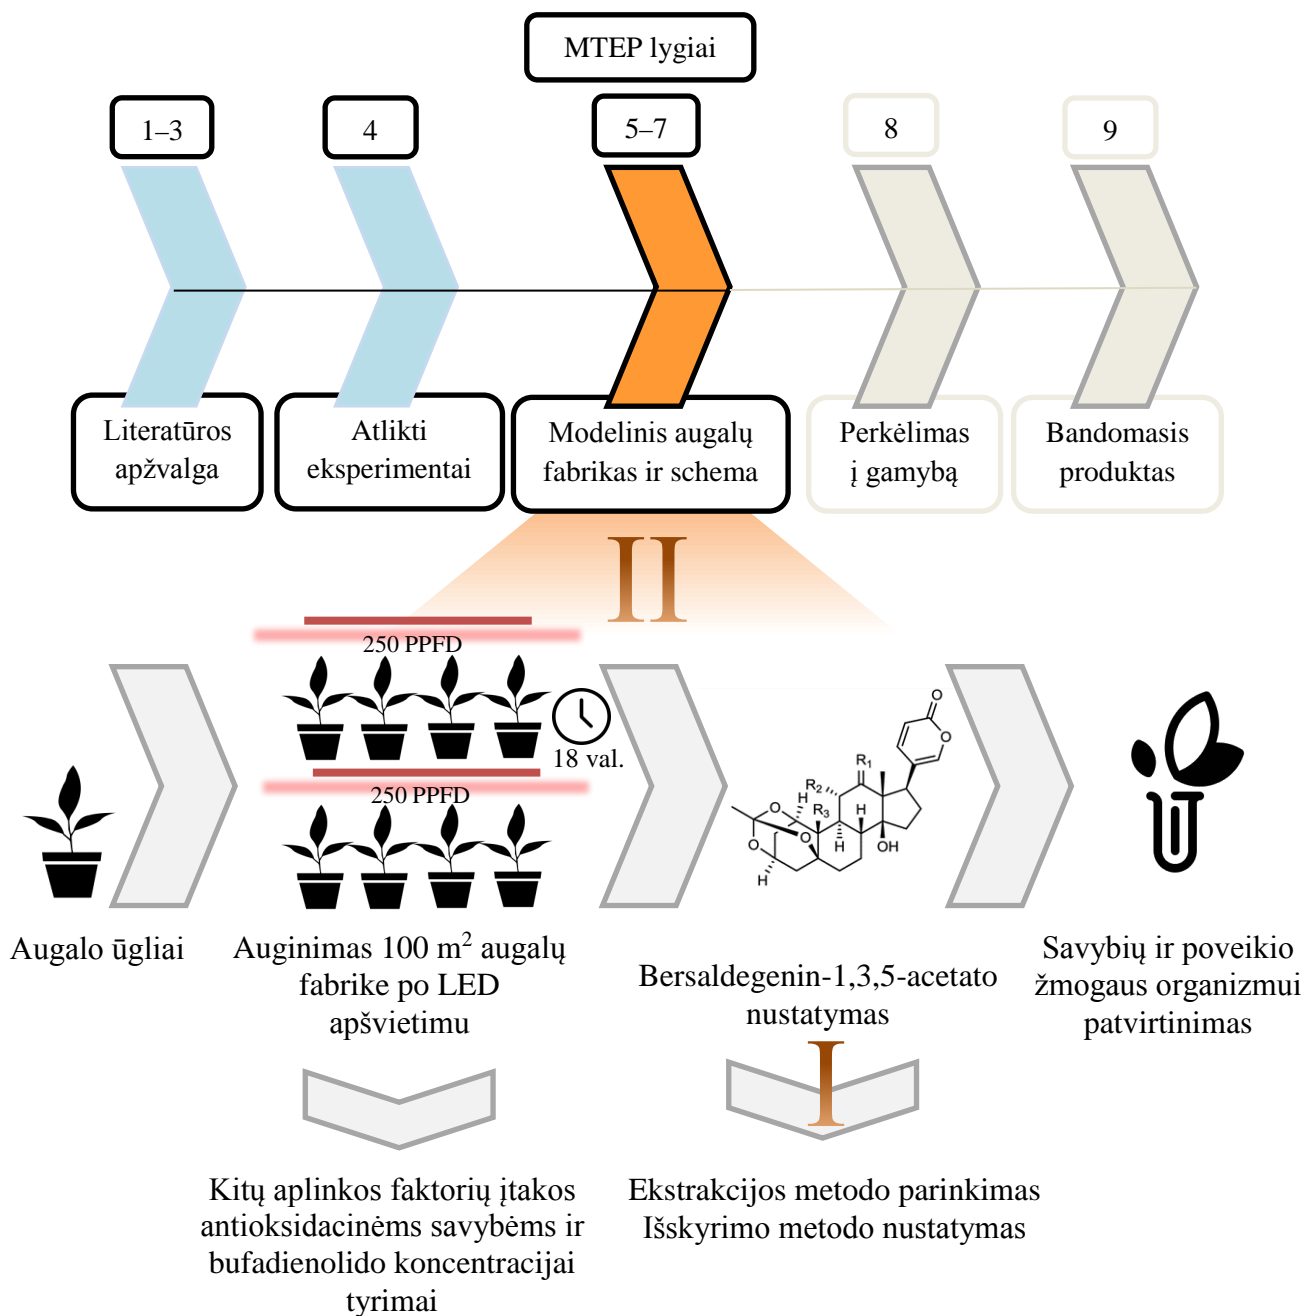 MTEP lygiai
1–3
4
5–7
8
9
Literatūros
apžvalga
Atlikti
eksperimentai
Modelinis augalų
fabrikas ir schema
Perkėlimas
į gamybą
Bandomasis
produktas
II
250 PPFD
18 val.
250 PPFD
O
O
R₁
R₂
H
R₃
H
O
O
O
H
OH
H
Augalo ūgliai
Auginimas 100 m² augalų
fabrike po LED
apšvietimu
Bersaldegenin-1,3,5-acetato
nustatymas
Savybių ir poveikio
žmogaus organizmui
patvirtinimas
I
Kitų aplinkos faktorių įtakos
antioksidacinėms savybėms ir
bufadienolido koncentracijai
tyrimai
Ekstrakcijos metodo parinkimas
Išskyrimo metodo nustatymas